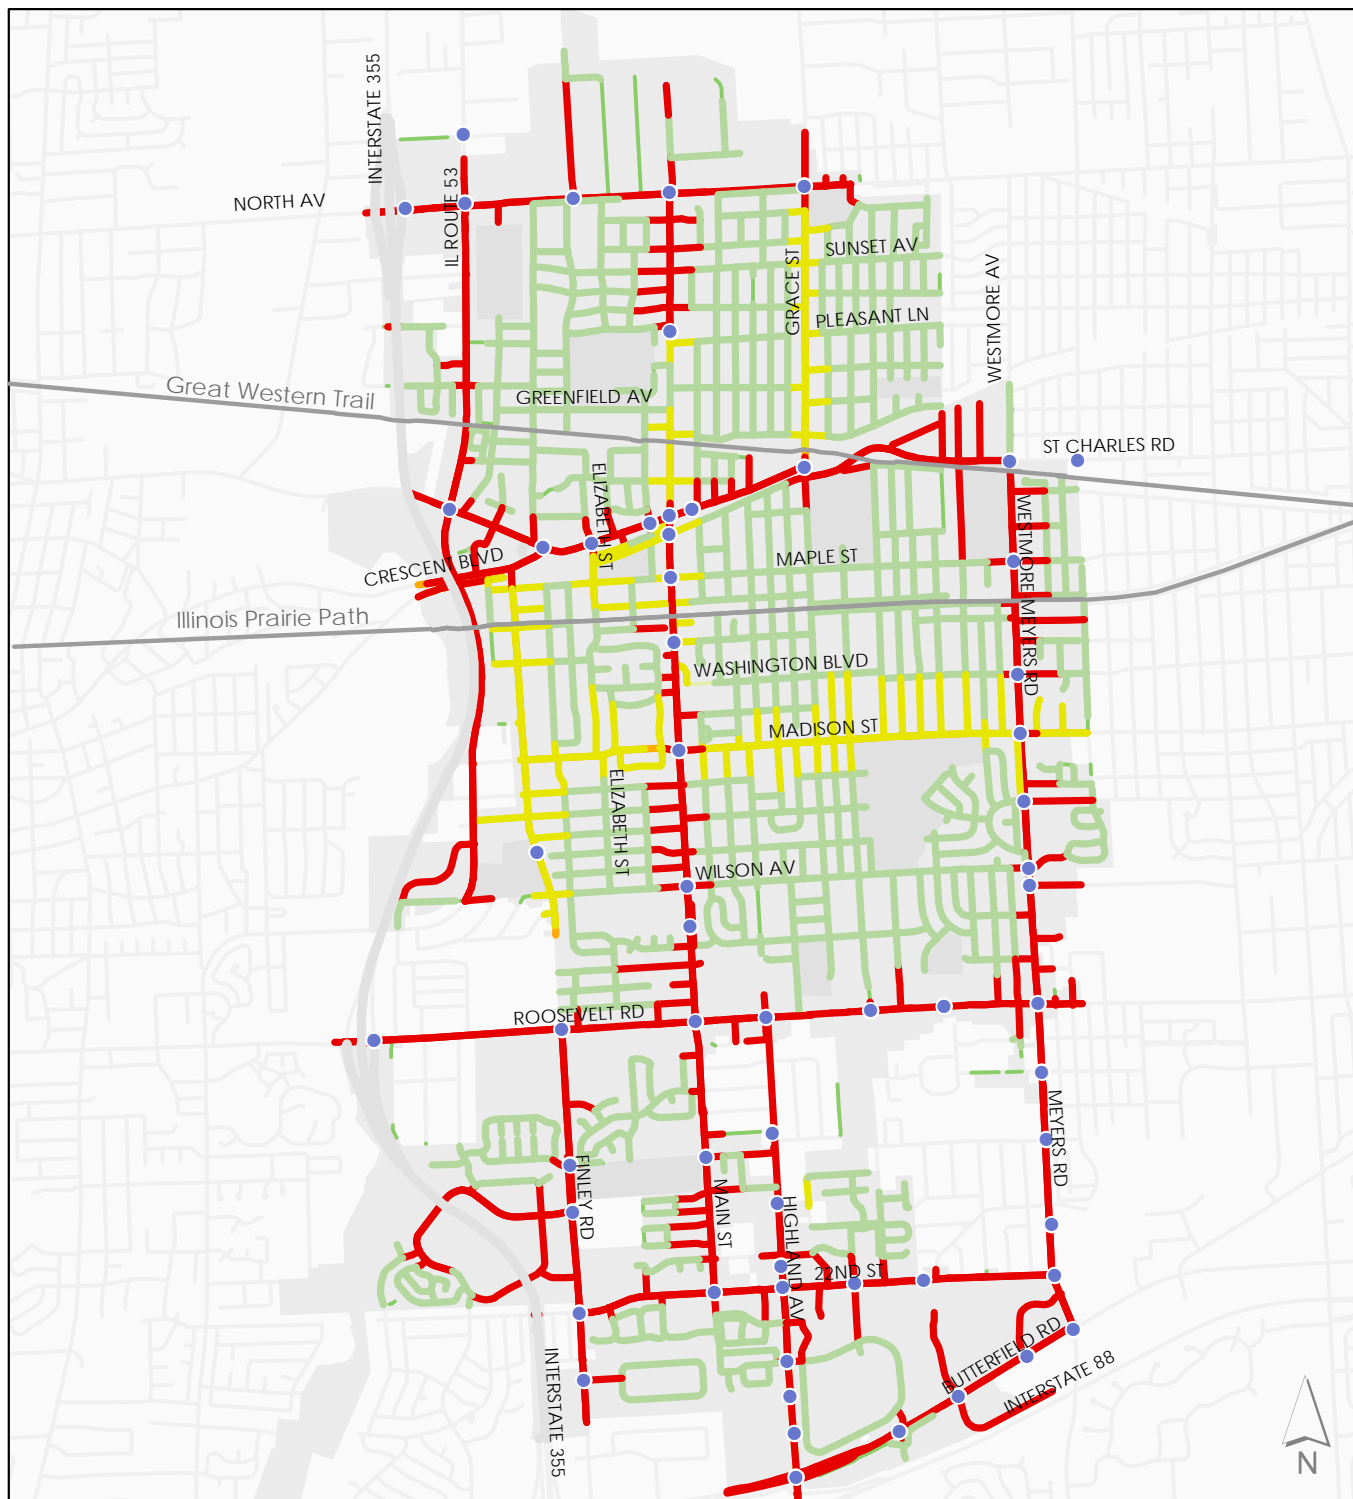 INTERSTATE 355
IL ROUTE 53
NORTH AV
SUNSET AV
GRACE ST
WESTMORE AV
PLEASANT LN
Great Western Trail
GREENFIELD AV
ST CHARLES RD
ELIZABETH ST
WESTMORE-MEYERS RD
CRESCENT BLVD
MAPLE ST
Illinois Prairie Path
WASHINGTON BLVD
MADISON ST
ELIZABETH ST
WILSON AV
ROOSEVELT RD
MEYERS RD
FINLEY RD
MAIN ST
HIGHLAND AV
22ND ST
BUTTERFIELD RD
INTERSTATE 88
INTERSTATE 355
N